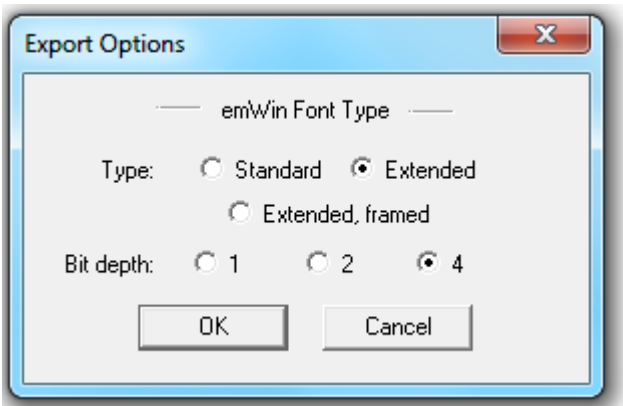 Export Options
emWin Font Type
Type: Standard Extended
Extended, framed
Bit depth: 1 2 4
OK Cancel